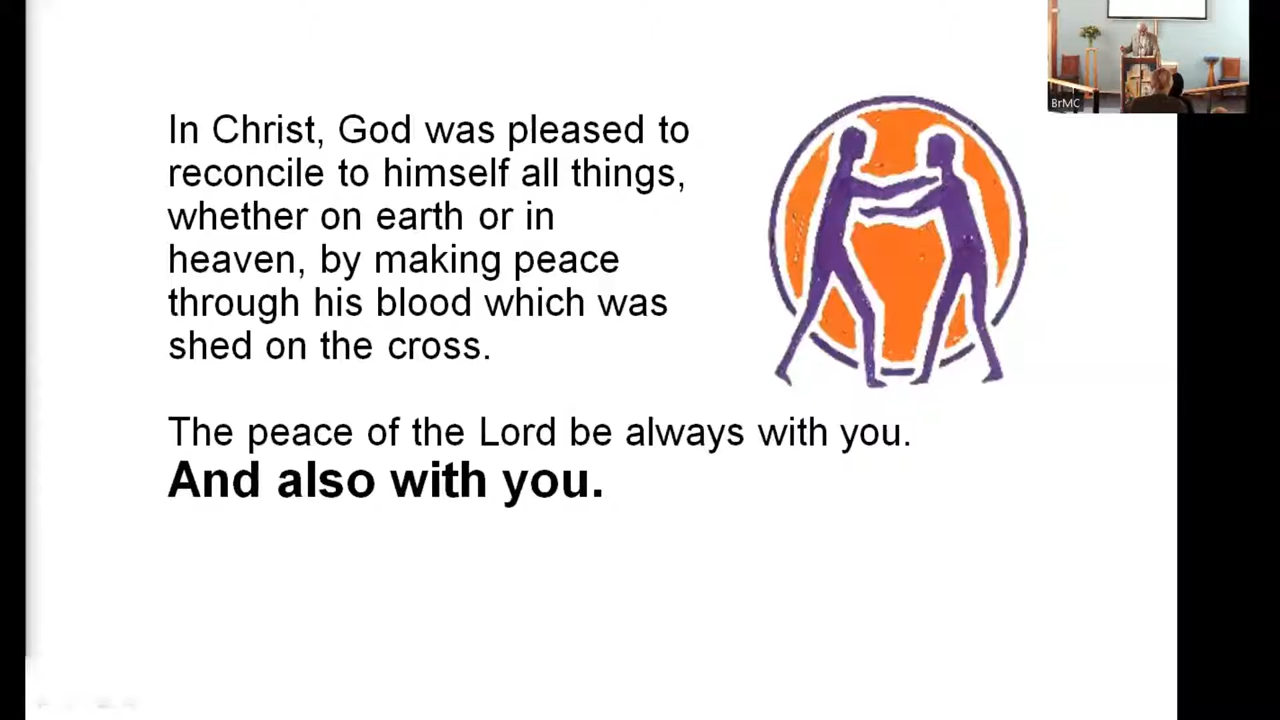 In Christ, God was pleased to
reconcile to himself all things,
whether on earth or in
heaven, by making peace
through his blood which was
shed on the cross.
The peace of the Lord be always with you.
And also with you.
BrMC